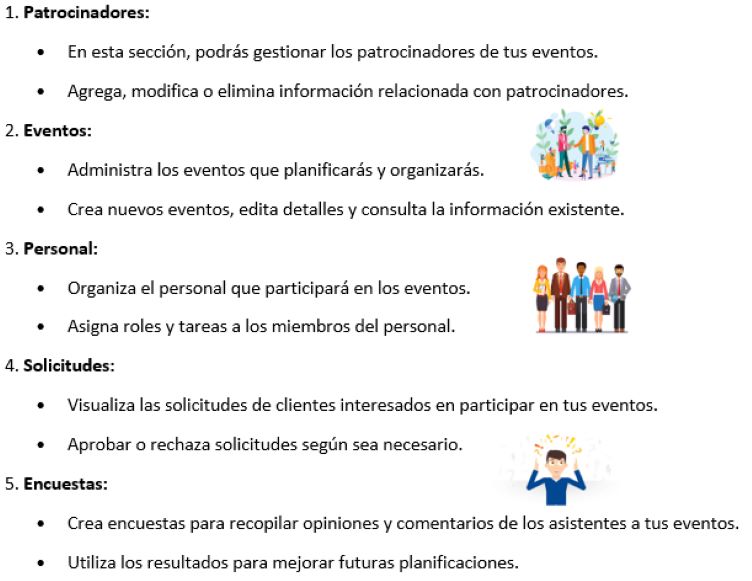 1. Patrocinadores:
• En esta sección, podrás gestionar los patrocinadores de tus eventos.
• Agrega, modifica o elimina información relacionada con patrocinadores.
2. Eventos:
• Administra los eventos que planificarás y organizarás.
• Crea nuevos eventos, edita detalles y consulta la información existente.
3. Personal:
• Organiza el personal que participará en los eventos.
• Asigna roles y tareas a los miembros del personal.
4. Solicitudes:
• Visualiza las solicitudes de clientes interesados en participar en tus eventos.
• Aprobar o rechaza solicitudes según sea necesario.
5. Encuestas:
• Crea encuestas para recopilar opiniones y comentarios de los asistentes a tus eventos.
• Utiliza los resultados para mejorar futuras planificaciones.